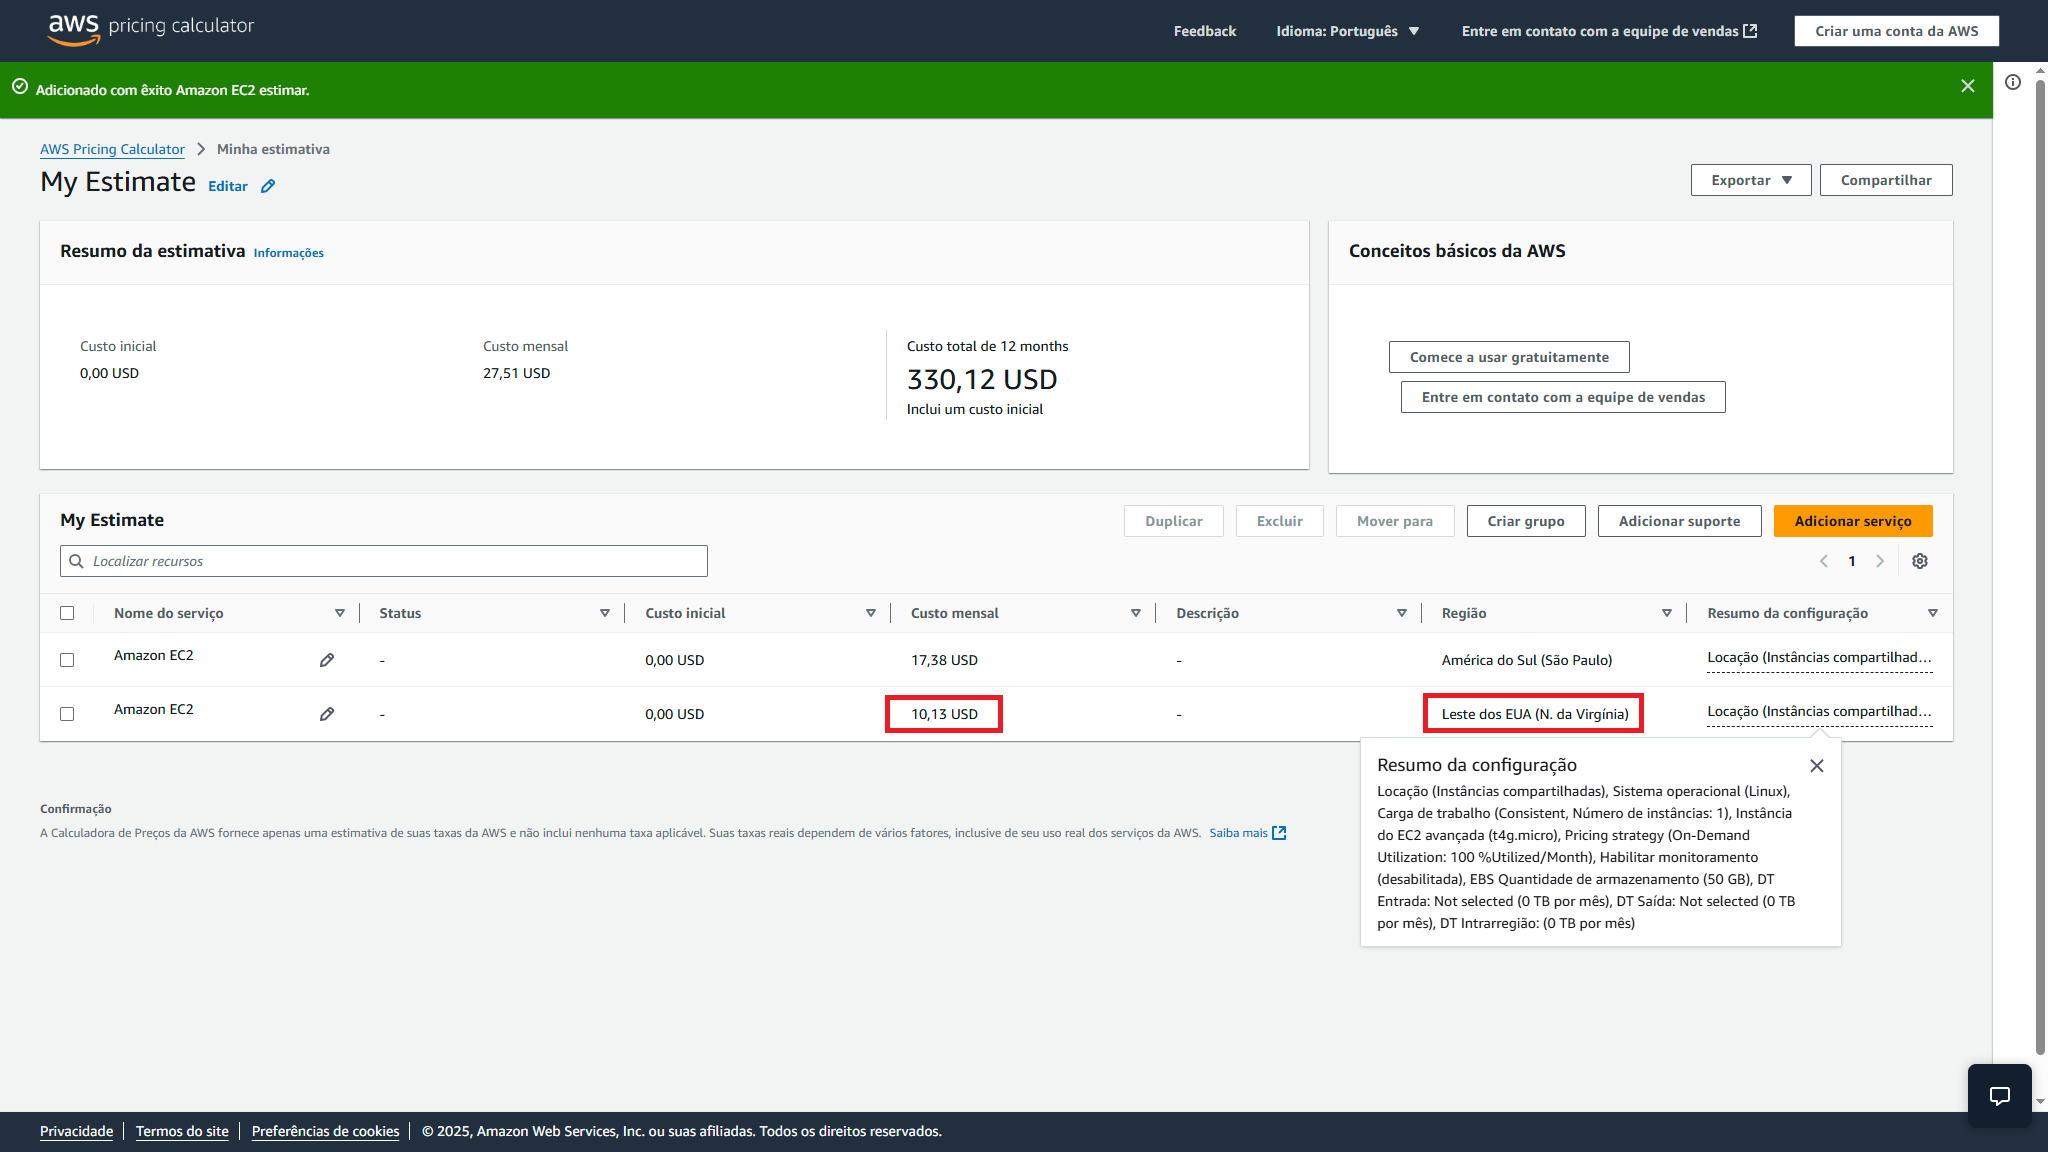 aws pricing calculator
Feedback
Idioma: Português
Entre em contato com a equipe de vendas
Criar uma conta da AWS
Adicionado com êxito Amazon EC2 estimar.
AWS Pricing Calculator
Minha estimativa
My Estimate
Editar
Exportar
Compartilhar
Resumo da estimativa
Informações
Conceitos básicos da AWS
Custo inicial
0,00 USD
Custo mensal
27,51 USD
Custo total de 12 months
330,12 USD
Inclui um custo inicial
Comece a usar gratuitamente
Entre em contato com a equipe de vendas
My Estimate
Duplicar
Excluir
Mover para
Criar grupo
Adicionar suporte
Adicionar serviço
Localizar recursos
1
Nome do serviço
Status
Custo inicial
Custo mensal
Descrição
Região
Resumo da configuração
Amazon EC2
-
0,00 USD
17,38 USD
-
América do Sul (São Paulo)
Locação (Instâncias compartilhad...
Amazon EC2
-
0,00 USD
10,13 USD
-
Leste dos EUA (N. da Virgínia)
Locação (Instâncias compartilhad...
Resumo da configuração
Locação (Instâncias compartilhadas), Sistema operacional (Linux),
Carga de trabalho (Consistent, Número de instâncias: 1), Instância
do EC2 avançada (t4g.micro), Pricing strategy (On-Demand
Utilization: 100 %Utilized/Month), Habilitar monitoramento
(desabilitada), EBS Quantidade de armazenamento (50 GB), DT
Entrada: Not selected (0 TB por mês), DT Saída: Not selected (0 TB
por mês), DT Intrarregião: (0 TB por mês)
Confirmação
A Calculadora de Preços da AWS fornece apenas uma estimativa de suas taxas da AWS e não inclui nenhuma taxa aplicável. Suas taxas reais dependem de vários fatores, inclusive de seu uso real dos serviços da AWS. Saiba mais
Privacidade
Termos do site
Preferências de cookies
© 2025, Amazon Web Services, Inc. ou suas afiliadas. Todos os direitos reservados.